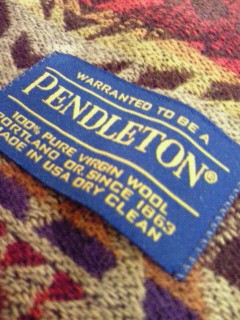 WARRANTED TO BE A
PENDLETON®
100% PURE VIRGIN WOOL
PORTLAND OR. SINCE 1863
MADE IN USA DRY CLEAN